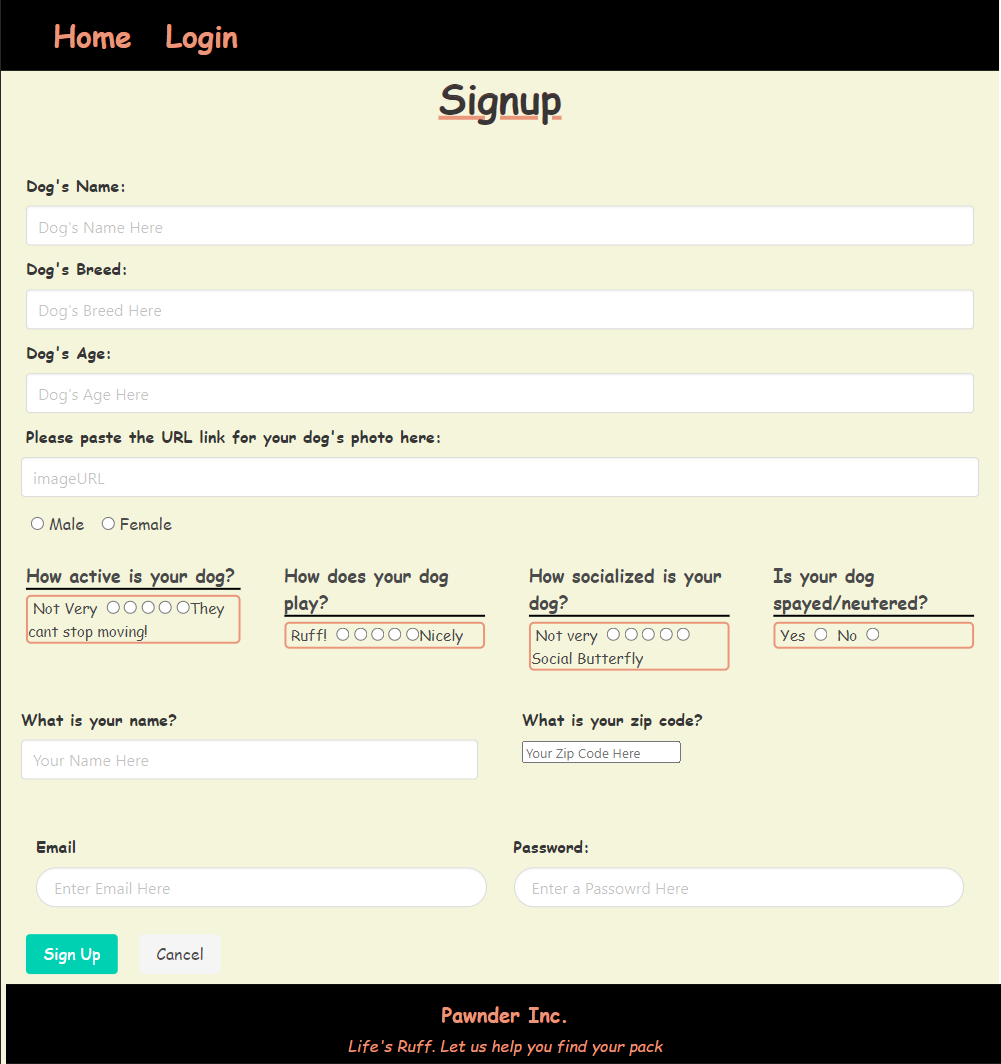 Home Login
Signup
Dog's Name:
Dog's Name Here
Dog's Breed:
Dog's Breed Here
Dog's Age:
Dog's Age Here
Please paste the URL link for your dog's photo here:
imageURL
Male Female
How active is your dog?
Not Very They
cant stop moving!
How does your dog
play?
Ruff! Nicely
How socialized is your
dog?
Not very
Social Butterfly
Is your dog
spayed/neutered?
Yes No
What is your name?
Your Name Here
What is your zip code?
Your Zip Code Here
Email
Enter Email Here
Password:
Enter a Passowrd Here
Sign Up Cancel
Pawnder Inc.
Life's Ruff. Let us help you find your pack